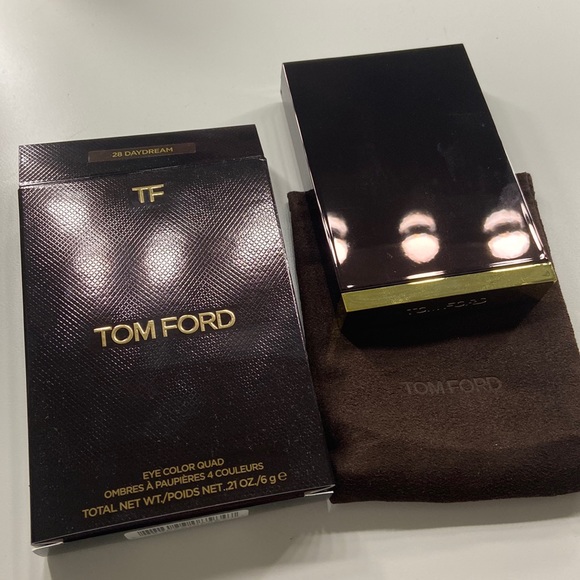 28 DAYDREAM
TF
TOM FORD
EYE COLOR QUAD
OMBRES À PAUPIÈRES 4 COULEURS
TOTAL NET WT./POIDS NET .21 OZ./6 g ℮
TOM FORD
TOM FORD